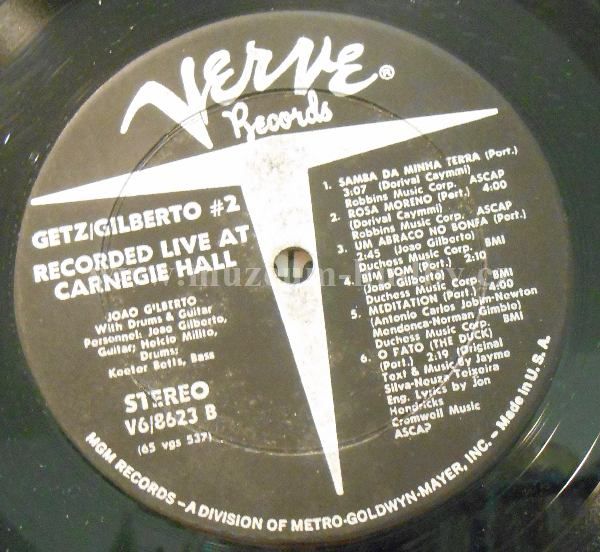 VERVE®
Records
GETZ/GILBERTO #2
RECORDED LIVE AT
CARNEGIE HALL
JOAO GILBERTO
With Drums & Guitar
Personnel: Joao Gilberto,
Guitar; Helcio Milito,
Drums;
Keeter Betts, Bass
STEREO
V6/8623 B
(65 vgs 537)
1. SAMBA DA MINHA TERRA (Port.)
3:07 (Dorival Caymmi)
Robbins Music Corp. ASCAP
2. ROSA MORENO (Port.) 4:00
(Dorival Caymmi)
Robbins Music Corp. ASCAP
3. UM ABRACO NO BONFA (Port.)
2:45 (Joao Gilberto)
Duchess Music Corp. BMI
4. BIM BOM (Port.) 2:10
(Joao Gilberto)
Duchess Music Corp. BMI
5. MEDITATION (Port.) 4:00
(Antonio Carlos Jobim-Newton
Mendonca-Norman Gimble)
Duchess Music Corp. BMI
6. O PATO (THE DUCK)
(Port.) 2:19 (Original
Text & Music By Jayme
Silva-Neuza Teixeira
Eng. Lyrics by Jon
Hendricks
Cromwell Music
ASCAP
MGM RECORDS – A DIVISION OF METRO-GOLDWYN-MAYER, INC. – Made in U.S.A.